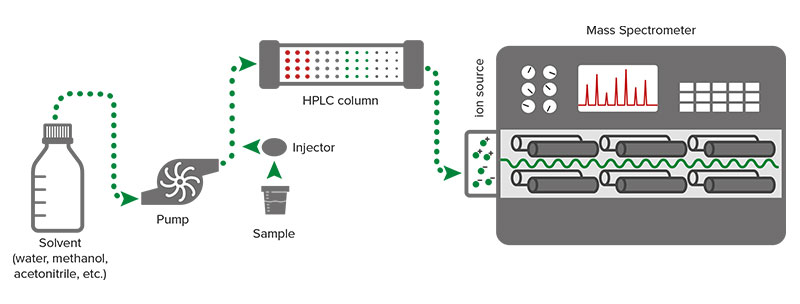 Mass Spectrometer
ion source
HPLC column
Injector
Pump
Sample
Solvent
(water, methanol,
acetonitrile, etc.)